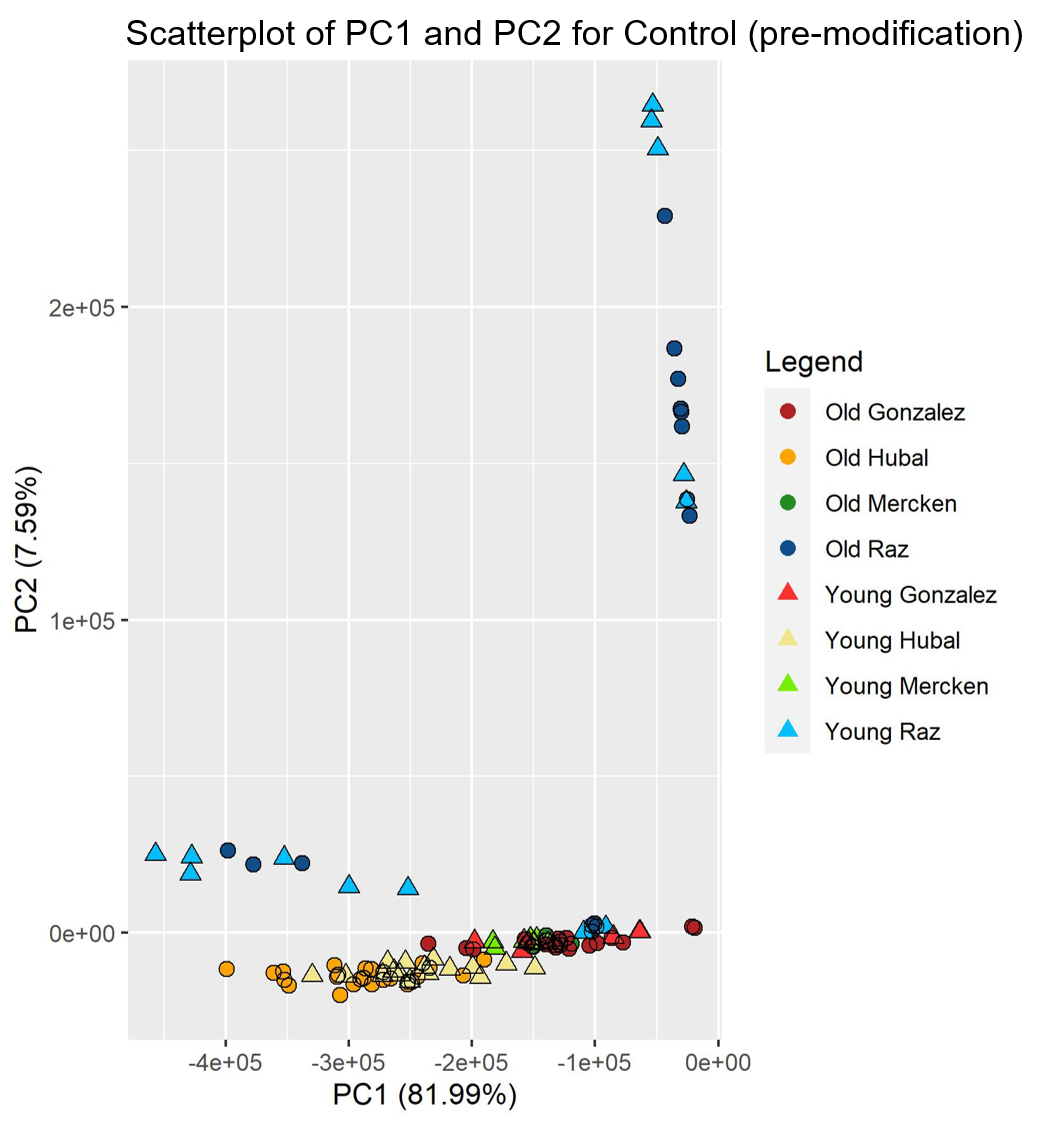 Scatterplot of PC1 and PC2 for Control (pre-modification)
PC2 (7.59%)
2e+05
1e+05
0e+00
-4e+05
-3e+05
-2e+05
-1e+05
0e+00
PC1 (81.99%)
Legend
Old Gonzalez
Old Hubal
Old Mercken
Old Raz
Young Gonzalez
Young Hubal
Young Mercken
Young Raz